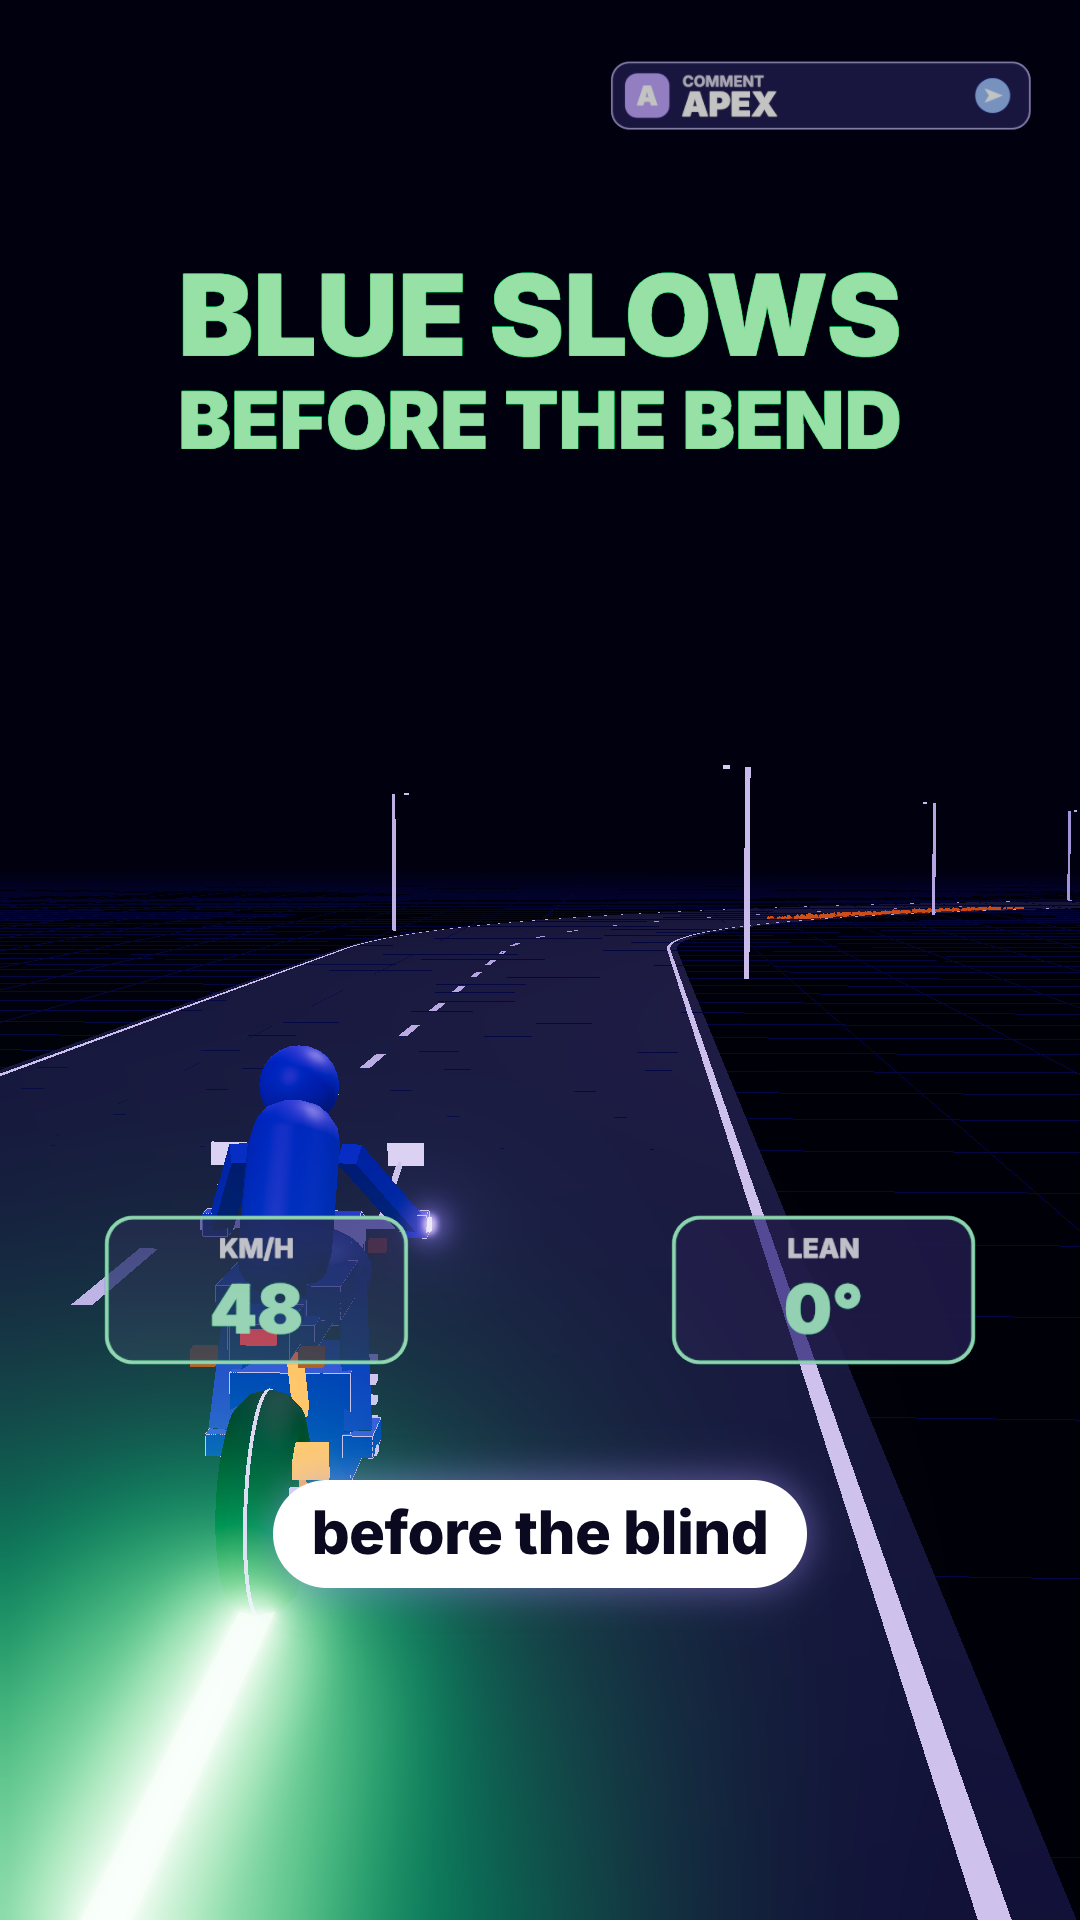 A
COMMENT
APEX
BLUE SLOWS
BEFORE THE BEND
KM/H
48
LEAN
0°
before the blind